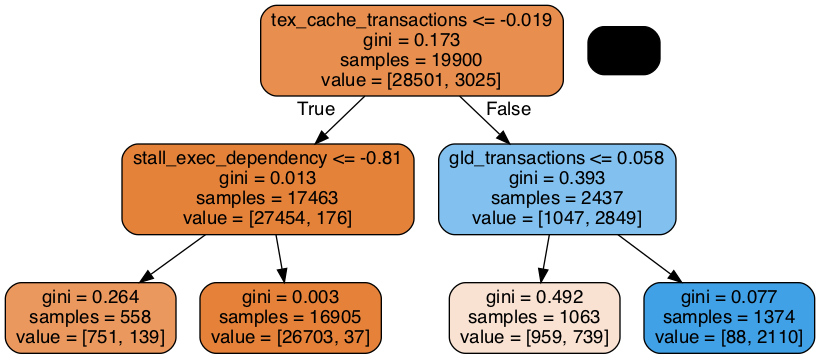 tex_cache_transactions <= -0.019
gini = 0.173
samples = 19900
value = [28501, 3025]
True
False
stall_exec_dependency <= -0.81
gini = 0.013
samples = 17463
value = [27454, 176]
gld_transactions <= 0.058
gini = 0.393
samples = 2437
value = [1047, 2849]
gini = 0.264
samples = 558
value = [751, 139]
gini = 0.003
samples = 16905
value = [26703, 37]
gini = 0.492
samples = 1063
value = [959, 739]
gini = 0.077
samples = 1374
value = [88, 2110]